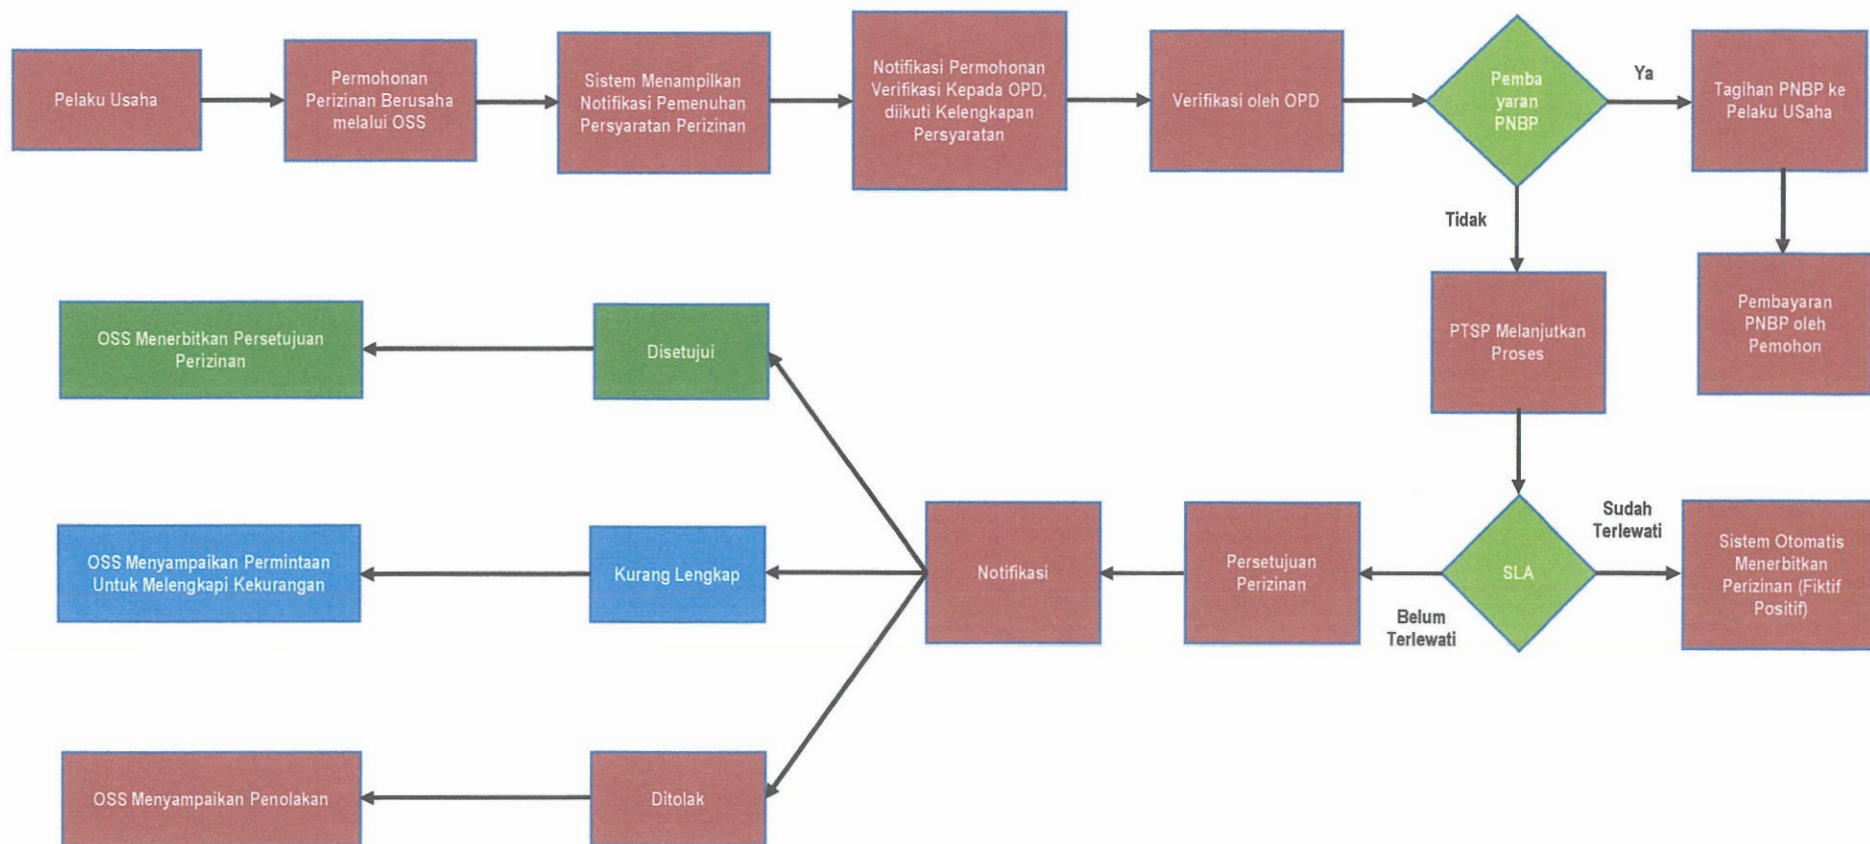 Pelaku Usaha
Permohonan
Perizinan Berusaha
melalui OSS
Sistem Menampilkan
Notifikasi Pemenuhan
Persyaratan Perizinan
Notifikasi Permohonan
Verifikasi Kepada OPD,
diikuti Kelengkapan
Persyaratan
Verifikasi oleh OPD
Pemba
yaran
PNBP
Ya
Tagihan PNBP ke
Pelaku USaha
Tidak
Pembayaran
PNBP oleh
Pemohon
PTSP Melanjutkan
Proses
SLA
Sudah
Terlewati
Sistem Otomatis
Menerbitkan
Perizinan (Fiktif
Positif)
Belum
Terlewati
Persetujuan
Perizinan
Notifikasi
Disetujui
OSS Menerbitkan Persetujuan
Perizinan
Kurang Lengkap
OSS Menyampaikan Permintaan
Untuk Melengkapi Kekurangan
Ditolak
OSS Menyampaikan Penolakan